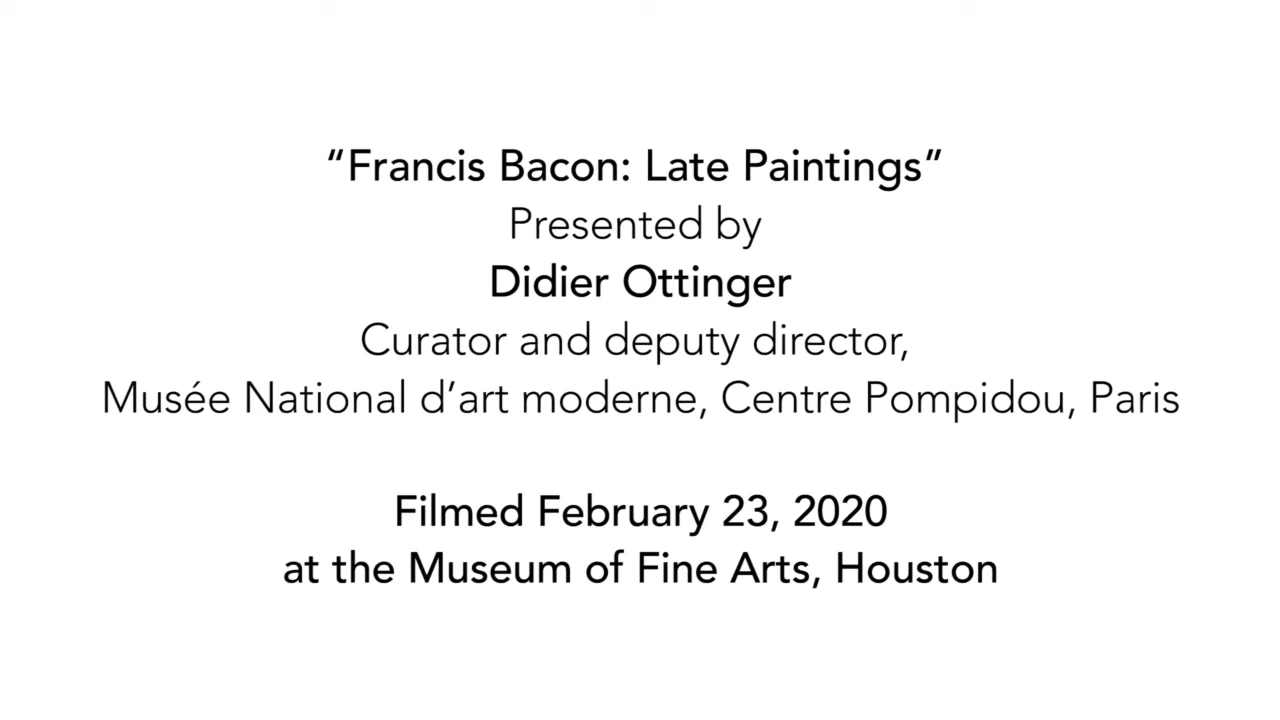 “Francis Bacon: Late Paintings”
Presented by
Didier Ottinger
Curator and deputy director,
Musée National d’art moderne, Centre Pompidou, Paris
Filmed February 23, 2020
at the Museum of Fine Arts, Houston